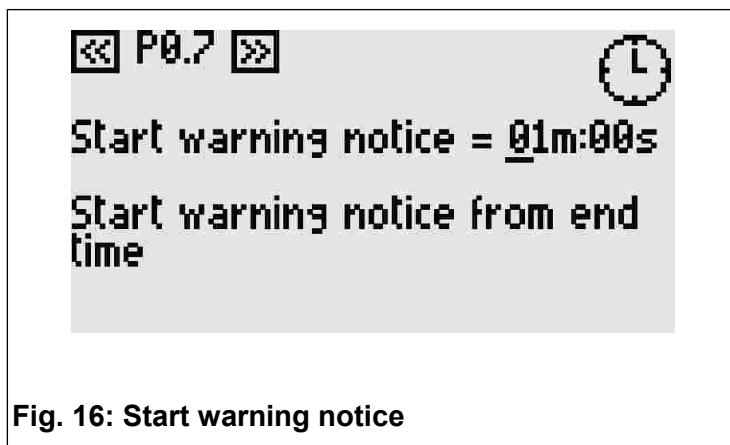 << P0.7 >>
Start warning notice = 01m:00s
Start warning notice from end
time
Fig. 16: Start warning notice